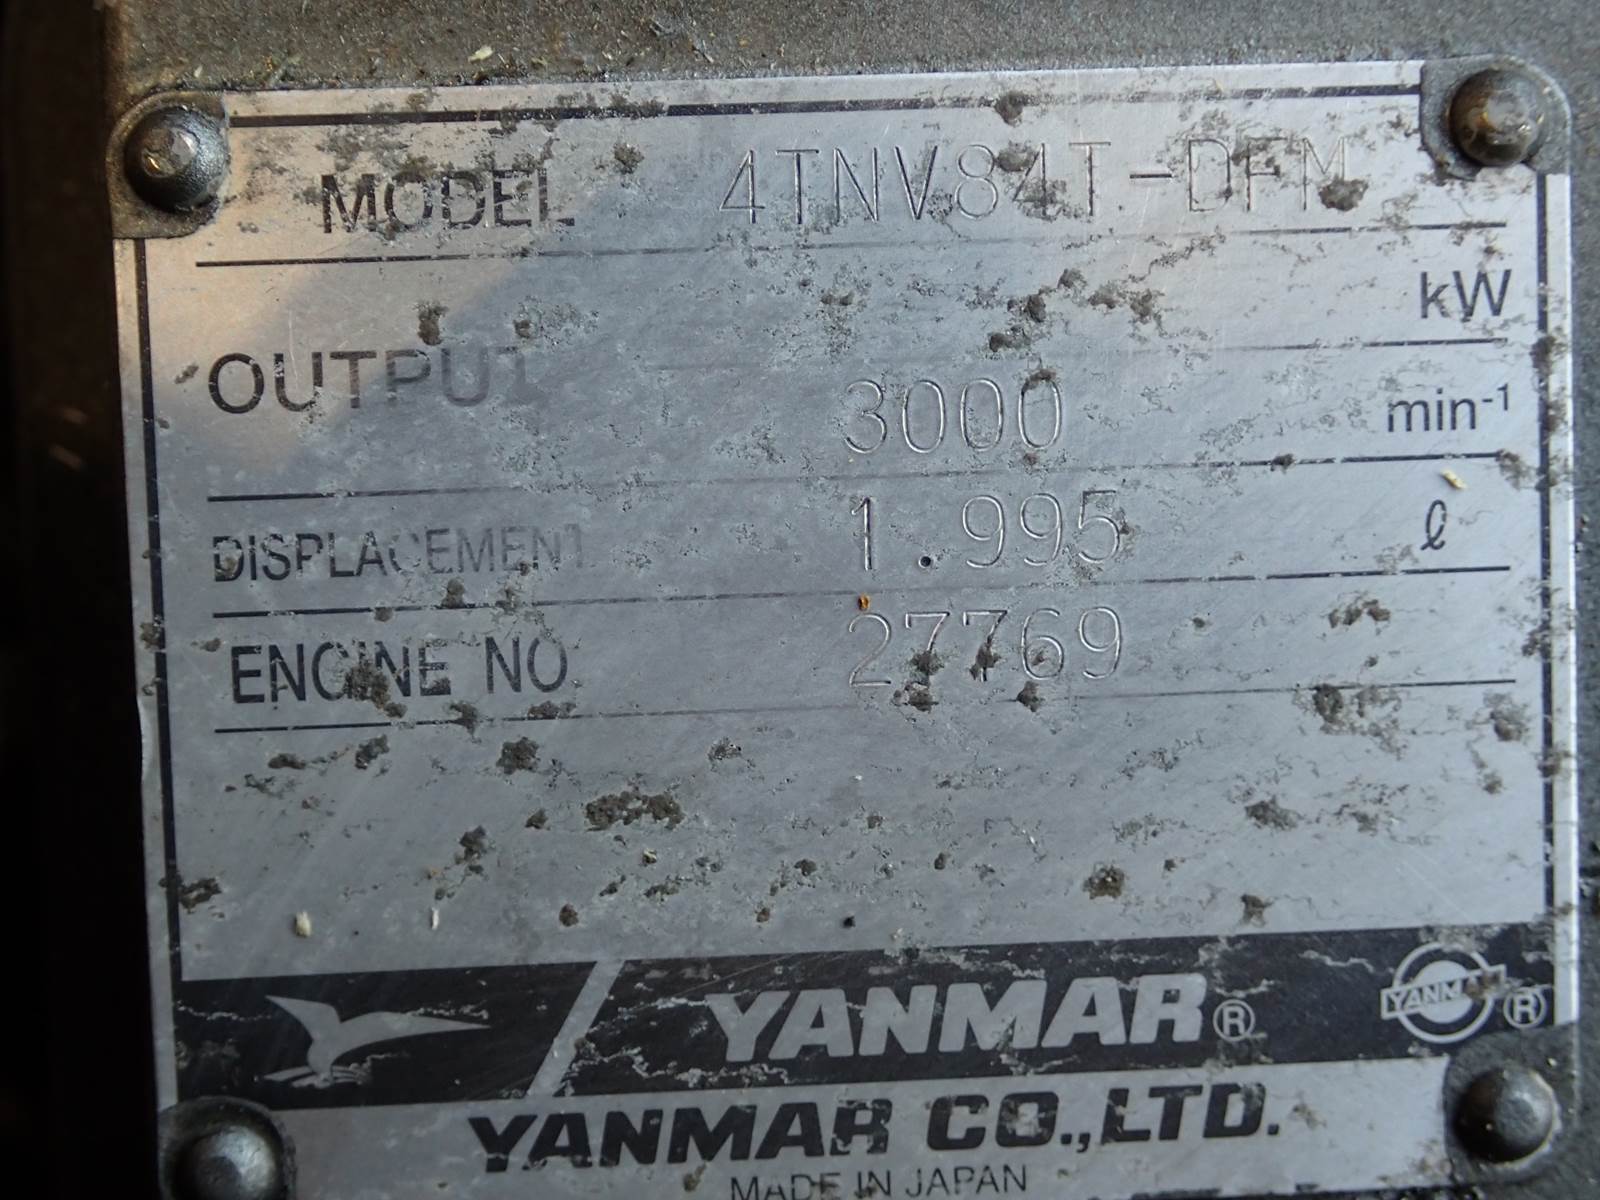 MODEL 4TNV84T-DFM
kW
OUTPUT 3000 min-1
DISPLACEMENT 1.995 ℓ
ENGINE NO 27769
YANMAR® YANMAR ®
YANMAR CO.,LTD.
MADE IN JAPAN